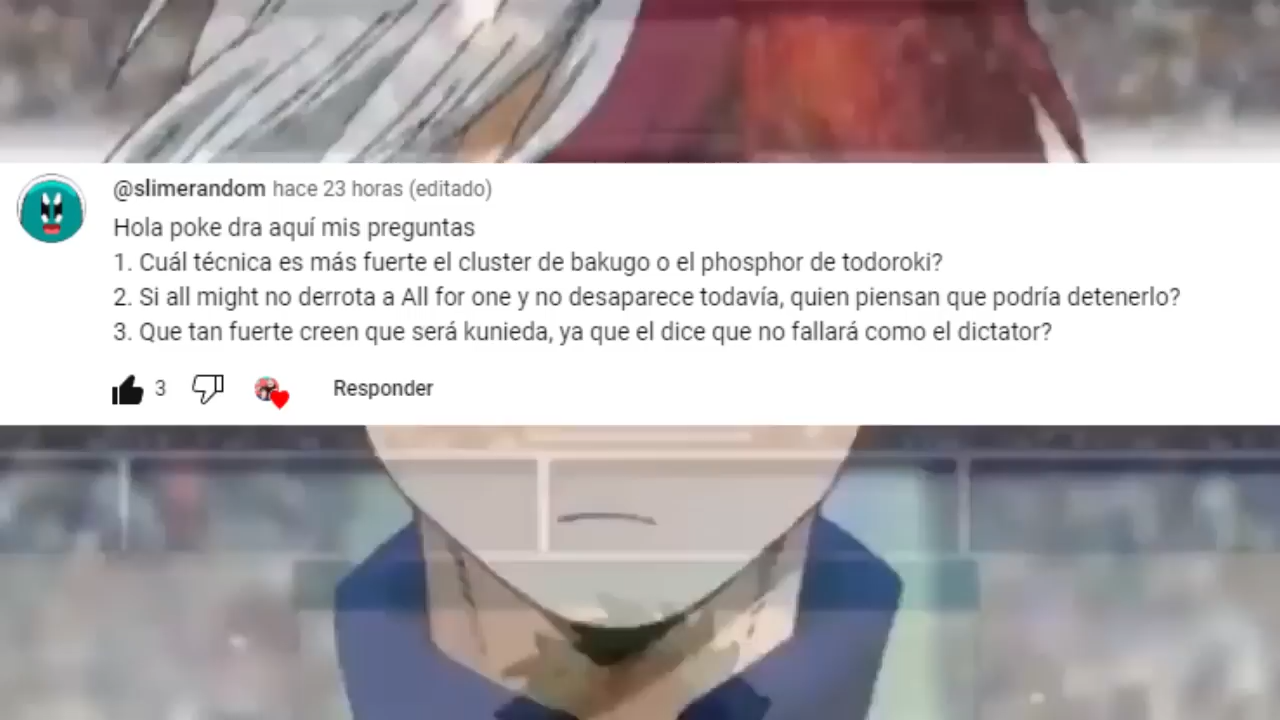 @slimerandom hace 23 horas (editado)
Hola poke dra aquí mis preguntas
1. Cuál técnica es más fuerte el cluster de bakugo o el phosphor de todoroki?
2. Si all might no derrota a All for one y no desaparece todavía, quien piensan que podría detenerlo?
3. Que tan fuerte creen que será kunieda, ya que el dice que no fallará como el dictator?
3 Responder